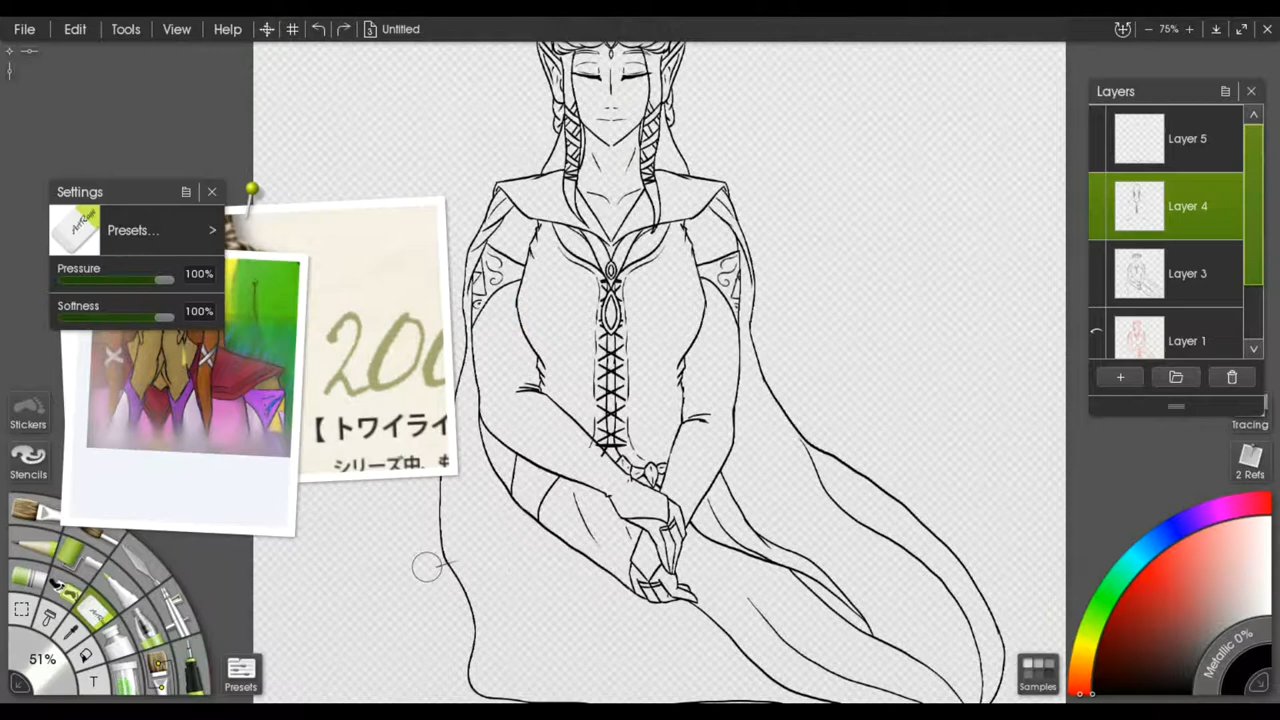 File Edit Tools View Help Untitled 75%
Layers
Layer 5
Layer 4
Layer 3
Layer 1
Settings
ArtRage
Presets...
Pressure 100%
Softness 100%
200
【トワイライ
シリーズ中、も
Stickers
Stencils
51%
T
Presets
Tracing
2 Refs
Metallic 0%
Samples